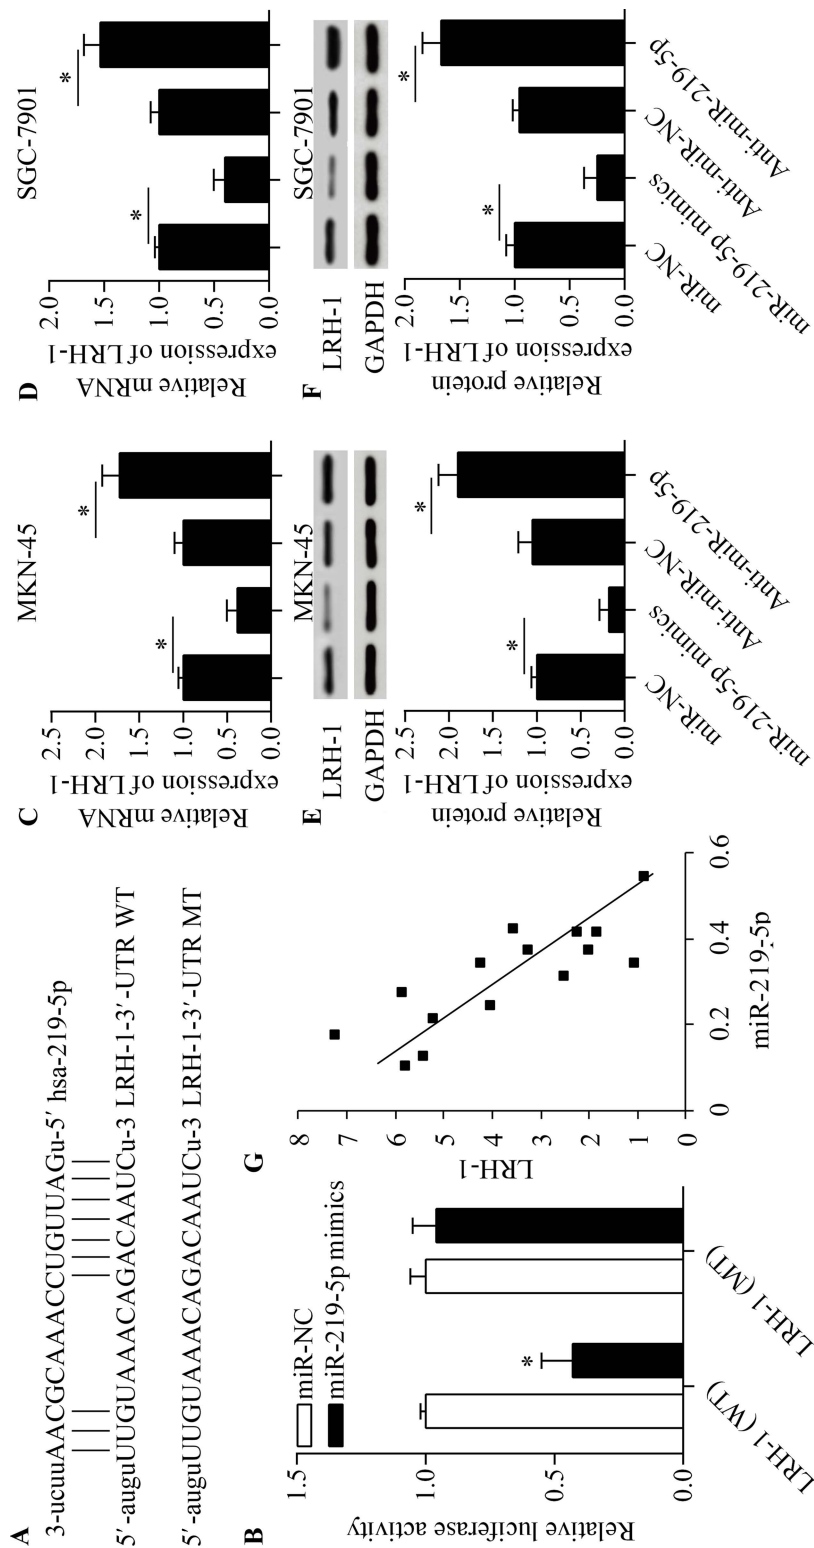 A
3-ucuuAACGCAAACCUGUUAGu-5′ hsa-219-5p
5′-auguUUGUAAACAGACAAUCu-3 LRH-1-3′-UTR WT
5′-auguUUGUAAACAGACAAUCu-3 LRH-1-3′-UTR MT
B
miR-NC
miR-219-5p mimics
Relative luciferase activity
1.5
1.0
0.5
0.0
*
LRH-1 (WT)
LRH-1 (MT)
G
LRH-1
8
7
6
5
4
3
2
1
0
0
0.2
0.4
0.6
miR-219-5p
C
MKN-45
Relative mRNA
expression of LRH-1
2.5
2.0
1.5
1.0
0.5
0.0
*
*
D
SGC-7901
Relative mRNA
expression of LRH-1
2.0
1.5
1.0
0.5
0.0
*
*
E
MKN-45
LRH-1
GAPDH
Relative protein
expression of LRH-1
2.5
2.0
1.5
1.0
0.5
0.0
*
*
miR-NC
miR-219-5p mimics
Anti-miR-NC
Anti-miR-219-5p
F
SGC-7901
LRH-1
GAPDH
Relative protein
expression of LRH-1
2.0
1.5
1.0
0.5
0.0
*
*
miR-NC
miR-219-5p mimics
Anti-miR-NC
Anti-miR-219-5p